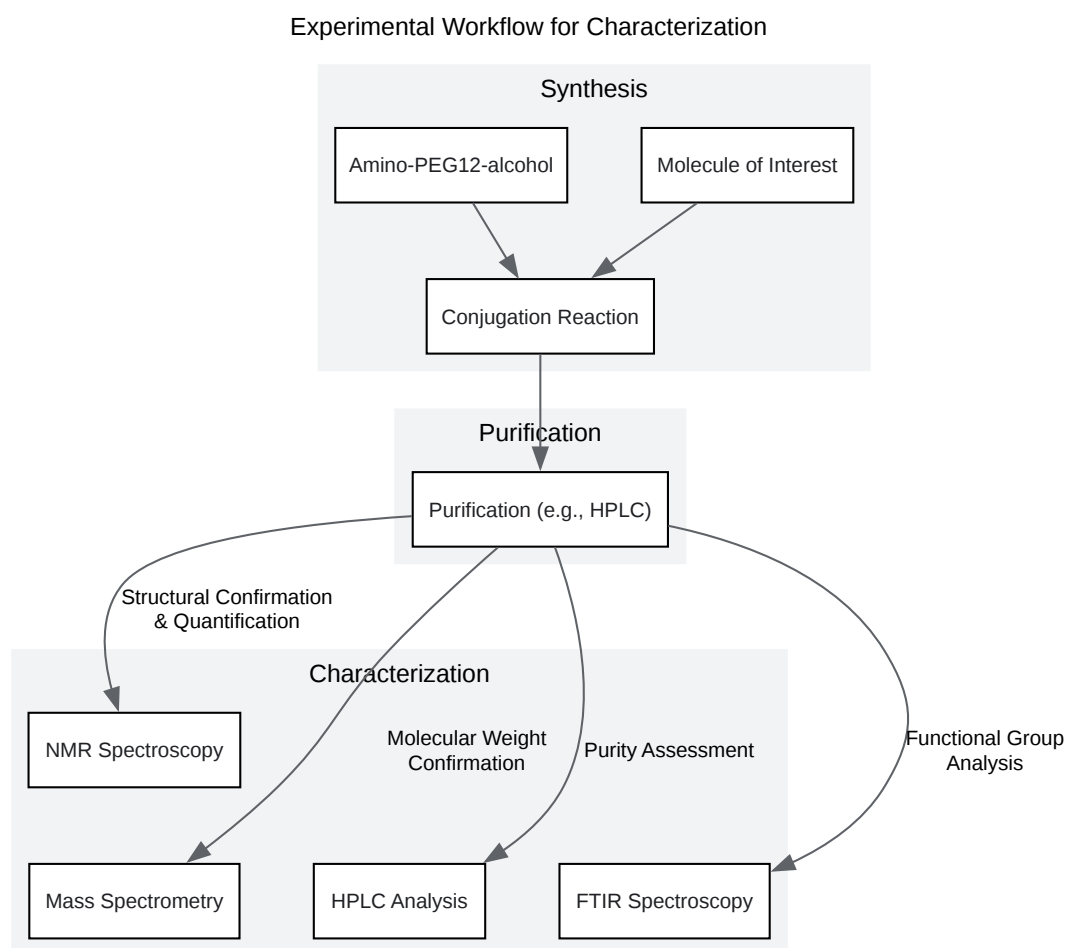 Experimental Workflow for Characterization
Synthesis
Amino-PEG12-alcohol
Molecule of Interest
Conjugation Reaction
Purification
Purification (e.g., HPLC)
Structural Confirmation
& Quantification
Characterization
NMR Spectroscopy
Molecular Weight
Confirmation
Purity Assessment
Functional Group
Analysis
Mass Spectrometry
HPLC Analysis
FTIR Spectroscopy